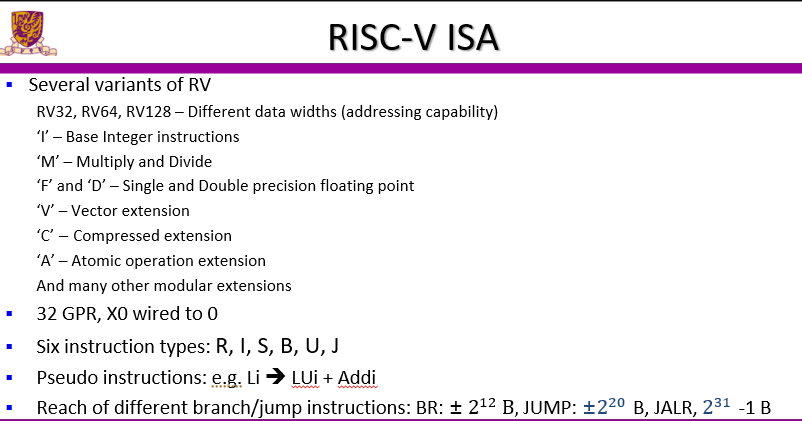 RISC-V ISA
▪ Several variants of RV
RV32, RV64, RV128 – Different data widths (addressing capability)
‘I’ – Base Integer instructions
‘M’ – Multiply and Divide
‘F’ and ‘D’ – Single and Double precision floating point
‘V’ – Vector extension
‘C’ – Compressed extension
‘A’ – Atomic operation extension
And many other modular extensions
▪ 32 GPR, X0 wired to 0
▪ Six instruction types: R, I, S, B, U, J
▪ Pseudo instructions: e.g. Li ➔ LUi + Addi
▪ Reach of different branch/jump instructions: BR: ± 2¹² B, JUMP: ±2²⁰ B, JALR, 2³¹ -1 B